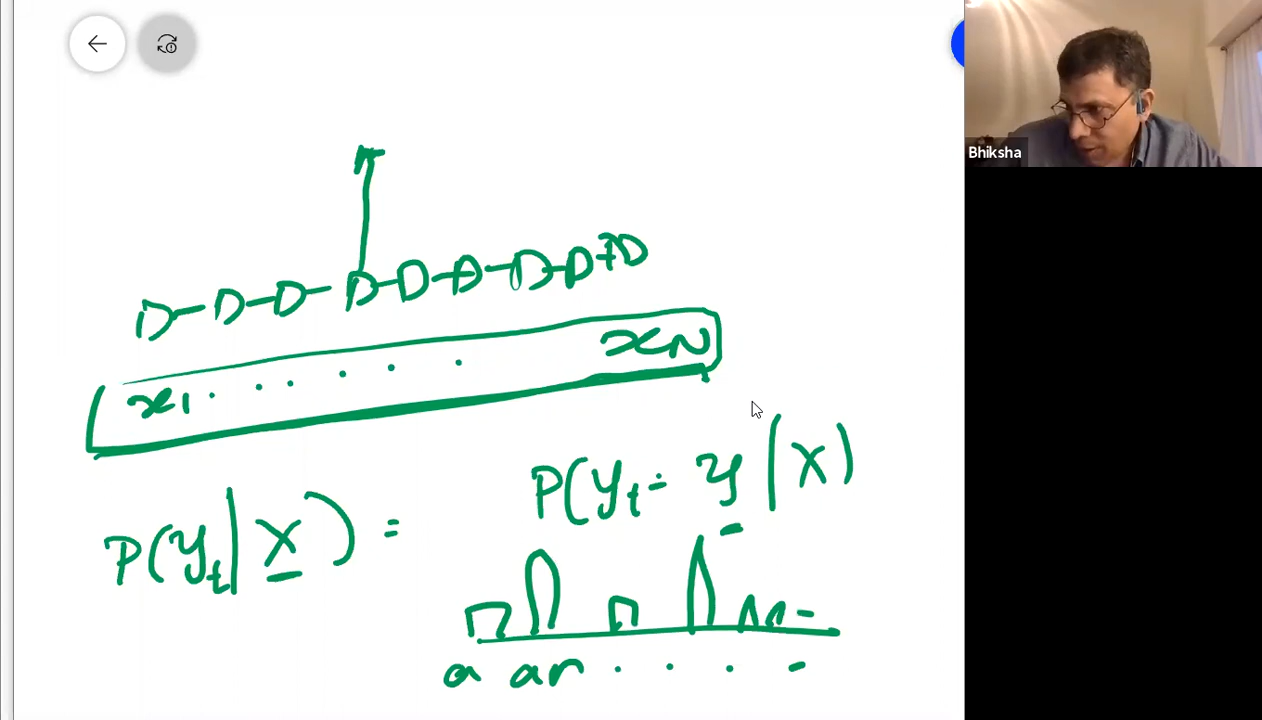 Bhiksha
D D D D D D D D D
x1 . . . . . . xN
P(yt = y | X)
P(yt | X) =
a ar . . . -